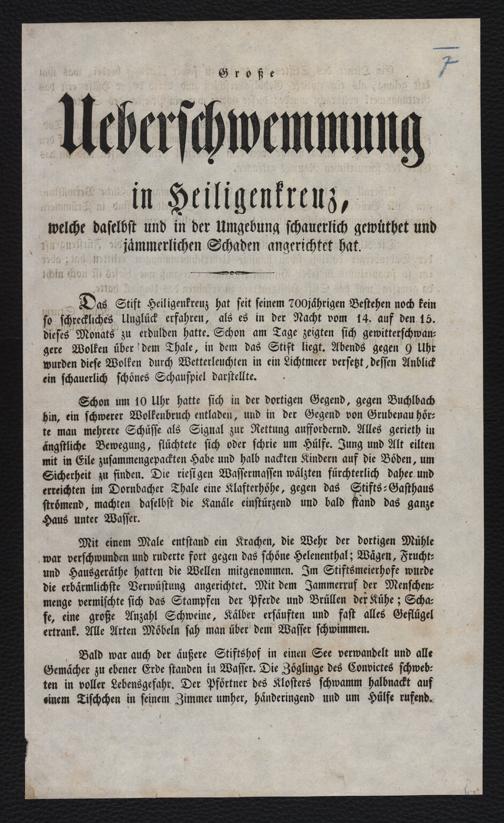 7
Große
Ueberschwemmung
in Heiligenkreuz,
welche daselbst und in der Umgebung schauerlich gewüthet und
jämmerlichen Schaden angerichtet hat.
Das Stift Heiligenkreuz hat seit seinem 700jährigen Bestehen noch kein
so schreckliches Unglück erfahren, als es in der Nacht vom 14. auf den 15.
dieses Monats zu erdulden hatte. Schon am Tage zeigten sich gewitterschwan-
gere Wolken über dem Thale, in dem das Stift liegt. Abends gegen 9 Uhr
wurden diese Wolken durch Wetterleuchten in ein Lichtmeer versetzt, dessen Anblick
ein schauerlich schönes Schauspiel darstellte.
Schon um 10 Uhr hatte sich in der dortigen Gegend, gegen Buchlbach
hin, ein schwerer Wolkenbruch entladen, und in der Gegend von Grubenau hör-
te man mehrere Schüsse als Signal zur Rettung auffordernd. Alles gerieth in
ängstliche Bewegung, flüchtete sich oder schrie um Hülfe. Jung und Alt eilten
mit in Eile zusammengepackten Habe und halb nackten Kindern auf die Böden, um
Sicherheit zu finden. Die riesigen Wassermassen wälzten fürchterlich daher und
erreichten im Dornbacher Thale eine Klafterhöhe, gegen das Stifts-Gasthaus
strömend, machten daselbst die Kanäle einstürzend und bald stand das ganze
Haus unter Wasser.
Mit einem Male entstand ein Krachen, die Wehr der dortigen Mühle
war verschwunden und ruderte fort gegen das schöne Helenenthal; Wägen, Frucht-
und Hausgeräthe hatten die Wellen mitgenommen. Im Stiftsmeierhofe wurde
die erbärmlichste Verwüstung angerichtet. Mit dem Jammerruf der Menschen-
menge vermischte sich das Stampfen der Pferde und Brüllen der Kühe; Scha-
fe, eine große Anzahl Schweine, Kälber ersäuften und fast alles Geflügel
ertrank. Alle Arten Möbeln sah man über dem Wasser schwimmen.
Bald war auch der äußere Stiftshof in einen See verwandelt und alle
Gemächer zu ebener Erde standen in Wasser. Die Zöglinge des Convictes schweb-
ten in voller Lebensgefahr. Der Pförtner des Klosters schwamm halbnackt auf
einem Tischchen in seinem Zimmer umher, händeringend und um Hülfe rufend.